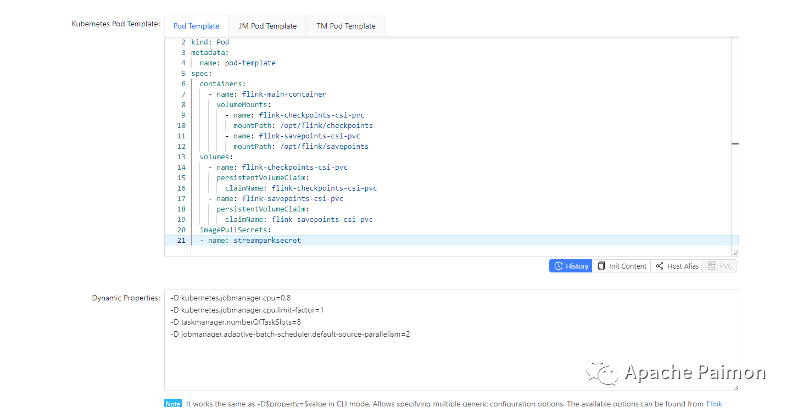 Kubernetes Pod Template:
Pod Template
JM Pod Template
TM Pod Template
2 kind: Pod
3 metadata:
4 name: pod-template
5 spec:
6 containers:
7 - name: flink-main-container
8 volumeMounts:
9 - name: flink-checkpoints-csi-pvc
10 mountPath: /opt/flink/checkpoints
11 - name: flink-savepoints-csi-pvc
12 mountPath: /opt/flink/savepoints
13 volumes:
14 - name: flink-checkpoints-csi-pvc
15 persistentVolumeClaim:
16 claimName: flink-checkpoints-csi-pvc
17 - name: flink-savepoints-csi-pvc
18 persistentVolumeClaim:
19 claimName: flink-savepoints-csi-pvc
20 imagePullSecrets:
21 - name: streamparksecret
History
Init Content
Host Alias
PVC
Dynamic Properties:
-D kubernetes.jobmanager.cpu=0.8
-D kubernetes.jobmanager.cpu.limit-factor=1
-D taskmanager.numberOfTaskSlots=8
-D jobmanager.adaptive-batch-scheduler.default-source-parallelism=2
Apache Paimon
Note It works the same as -D$property=$value in CLI mode, Allows specifying multiple generic configuration options. The available options can be found from Flink